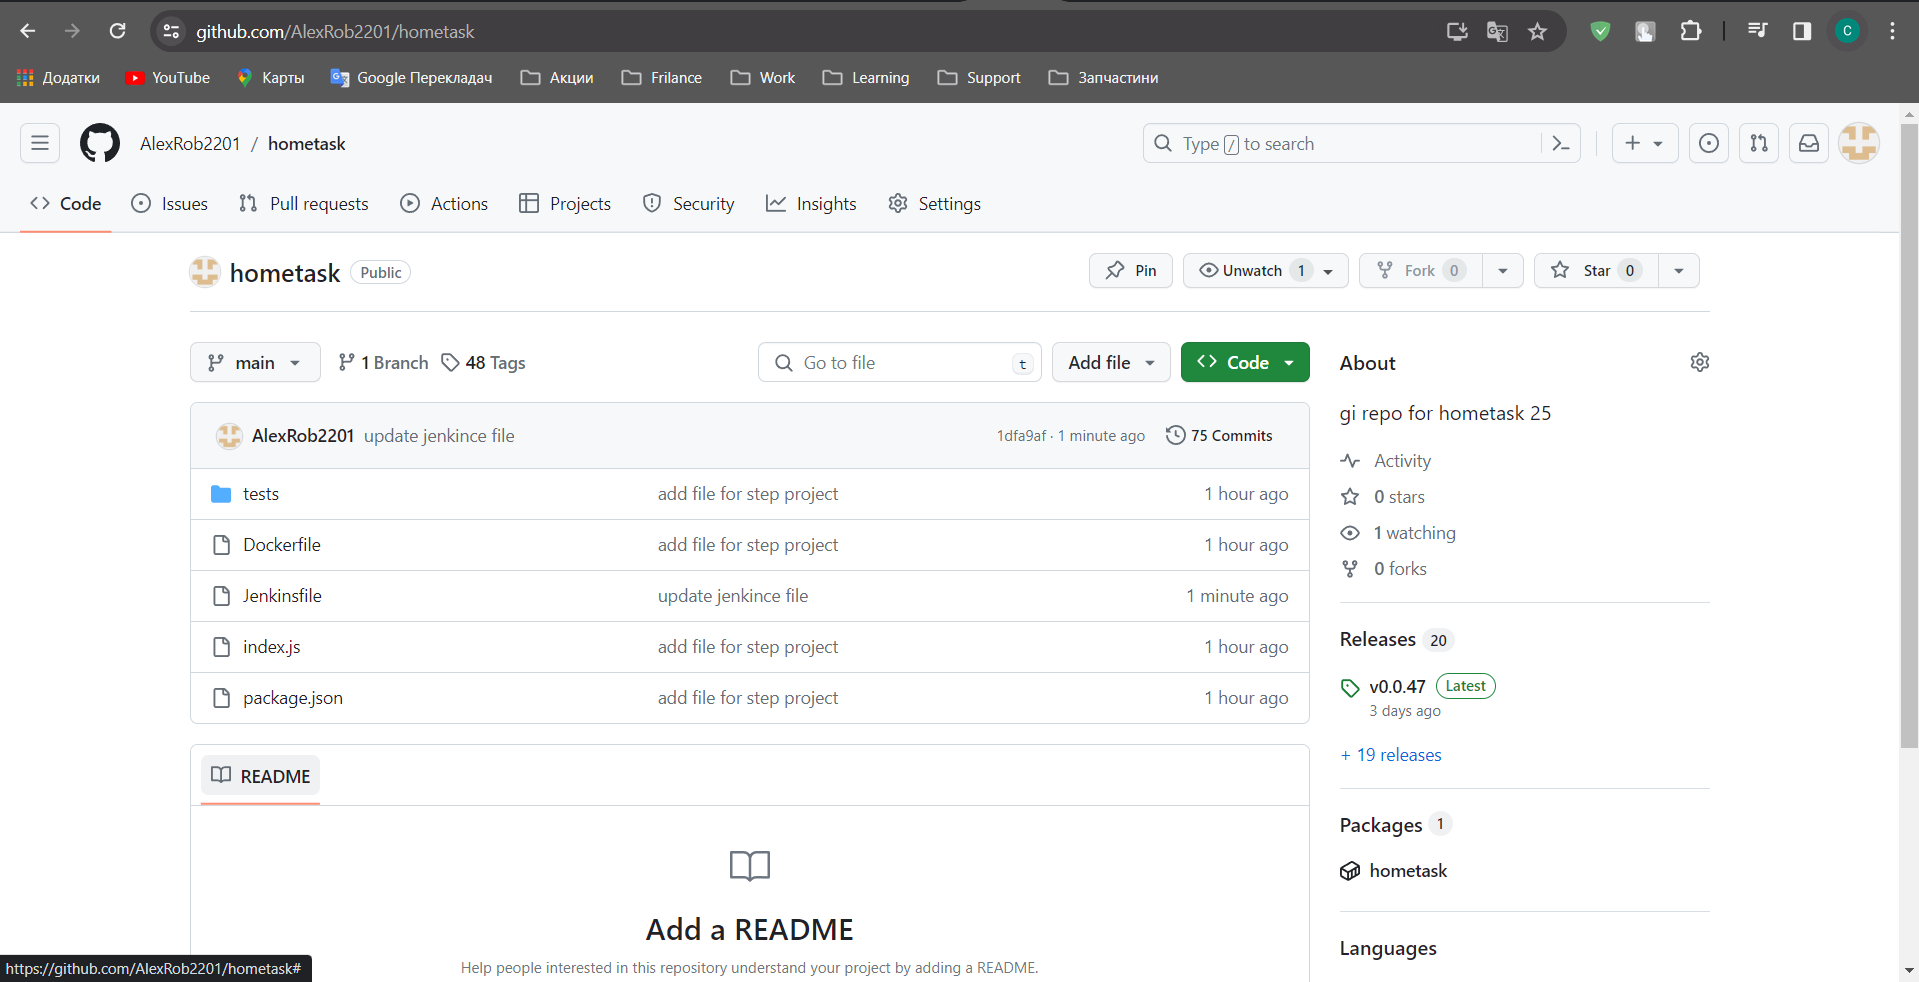 github.com/AlexRob2201/hometask
C
Додатки YouTube Карты Google Перекладач Акции Frilance Work Learning Support Запчастини
AlexRob2201 / hometask
Type / to search
Code Issues Pull requests Actions Projects Security Insights Settings
hometask Public
Pin Unwatch 1 Fork 0 Star 0
main 1 Branch 48 Tags Go to file t Add file Code
AlexRob2201 update jenkince file 1dfa9af · 1 minute ago 75 Commits
tests add file for step project 1 hour ago
Dockerfile add file for step project 1 hour ago
Jenkinsfile update jenkince file 1 minute ago
index.js add file for step project 1 hour ago
package.json add file for step project 1 hour ago
README
Add a README
Help people interested in this repository understand your project by adding a README.
About
gi repo for hometask 25
Activity
0 stars
1 watching
0 forks
Releases 20
v0.0.47 Latest
3 days ago
+ 19 releases
Packages 1
hometask
Languages
https://github.com/AlexRob2201/hometask#